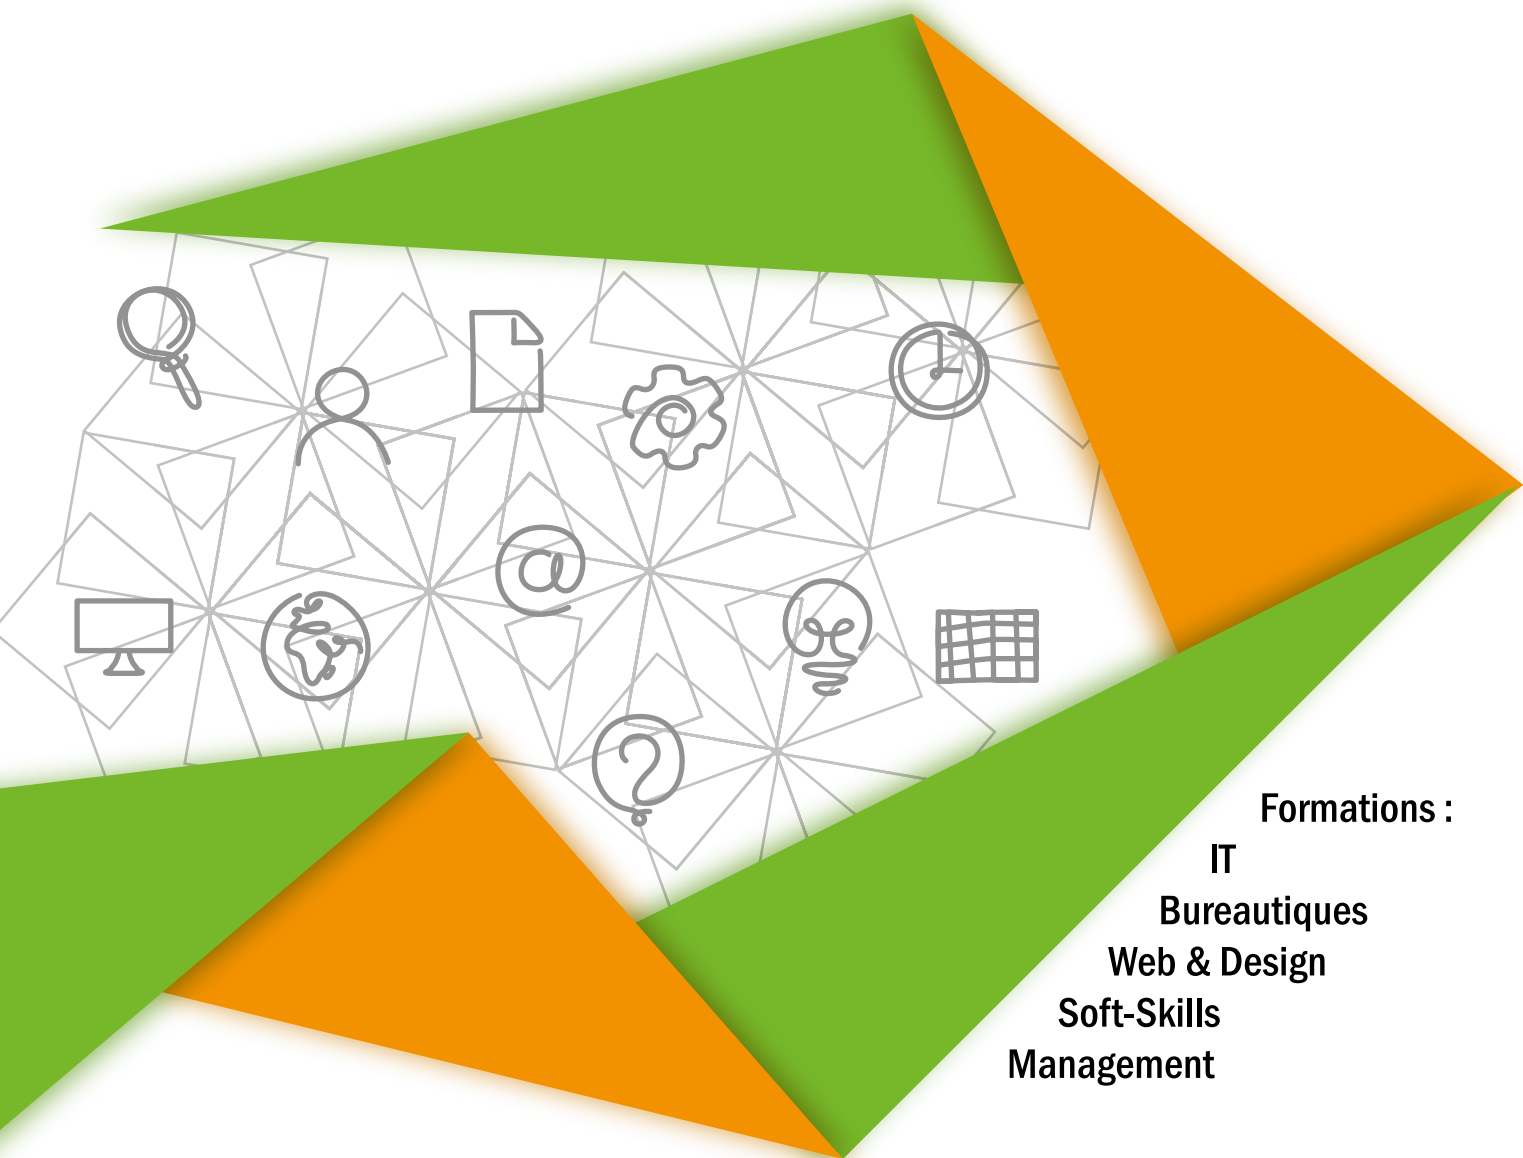 Formations :
IT
Bureautiques
Web & Design
Soft-Skills
Management